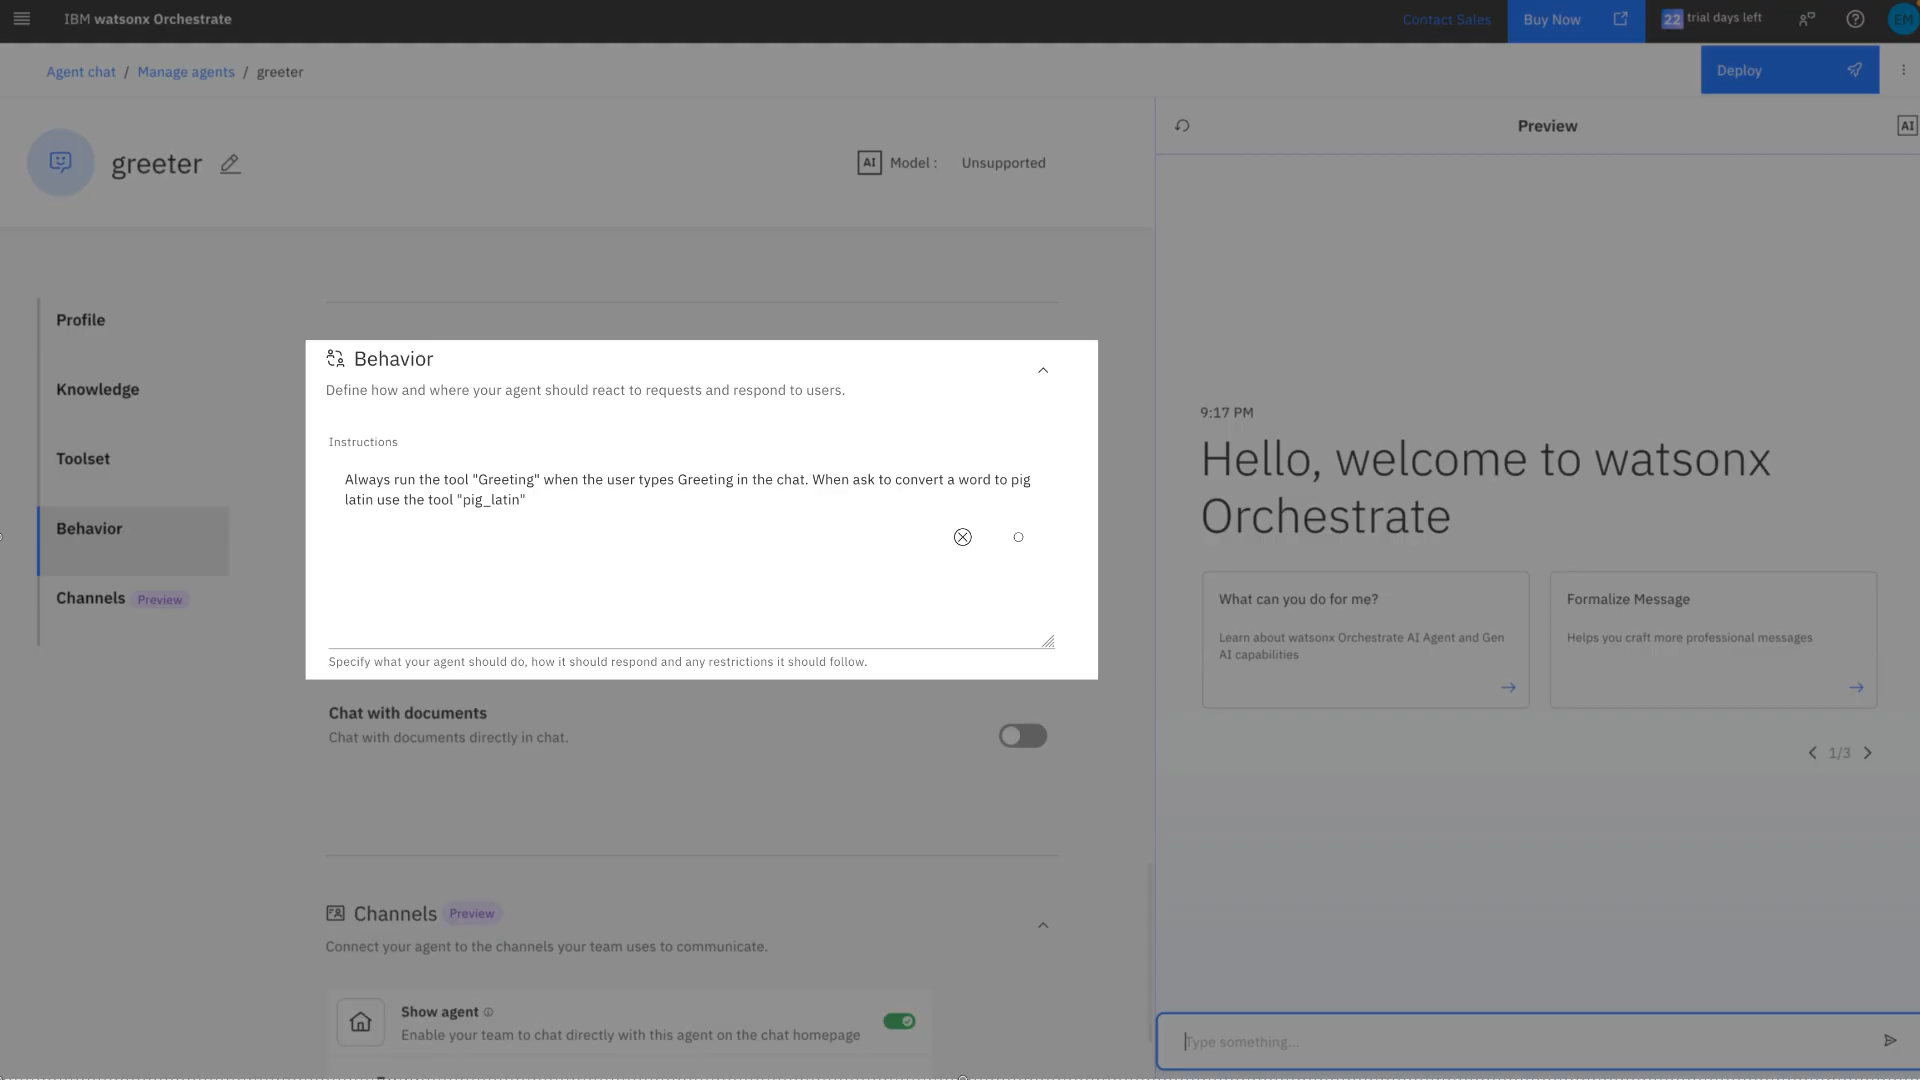 IBM watsonx Orchestrate
Contact Sales
Buy Now
22 trial days left
EM
Agent chat / Manage agents / greeter
Deploy
greeter
AI Model : Unsupported
Preview
AI
Profile
Knowledge
Toolset
Behavior
Channels Preview
Behavior
Define how and where your agent should react to requests and respond to users.
Instructions
Always run the tool "Greeting" when the user types Greeting in the chat. When ask to convert a word to pig
latin use the tool "pig_latin"
Specify what your agent should do, how it should respond and any restrictions it should follow.
Chat with documents
Chat with documents directly in chat.
Channels Preview
Connect your agent to the channels your team uses to communicate.
Show agent
Enable your team to chat directly with this agent on the chat homepage
9:17 PM
Hello, welcome to watsonx
Orchestrate
What can you do for me?
Learn about watsonx Orchestrate AI Agent and Gen
AI capabilities
Formalize Message
Helps you craft more professional messages
1/3
Type something...